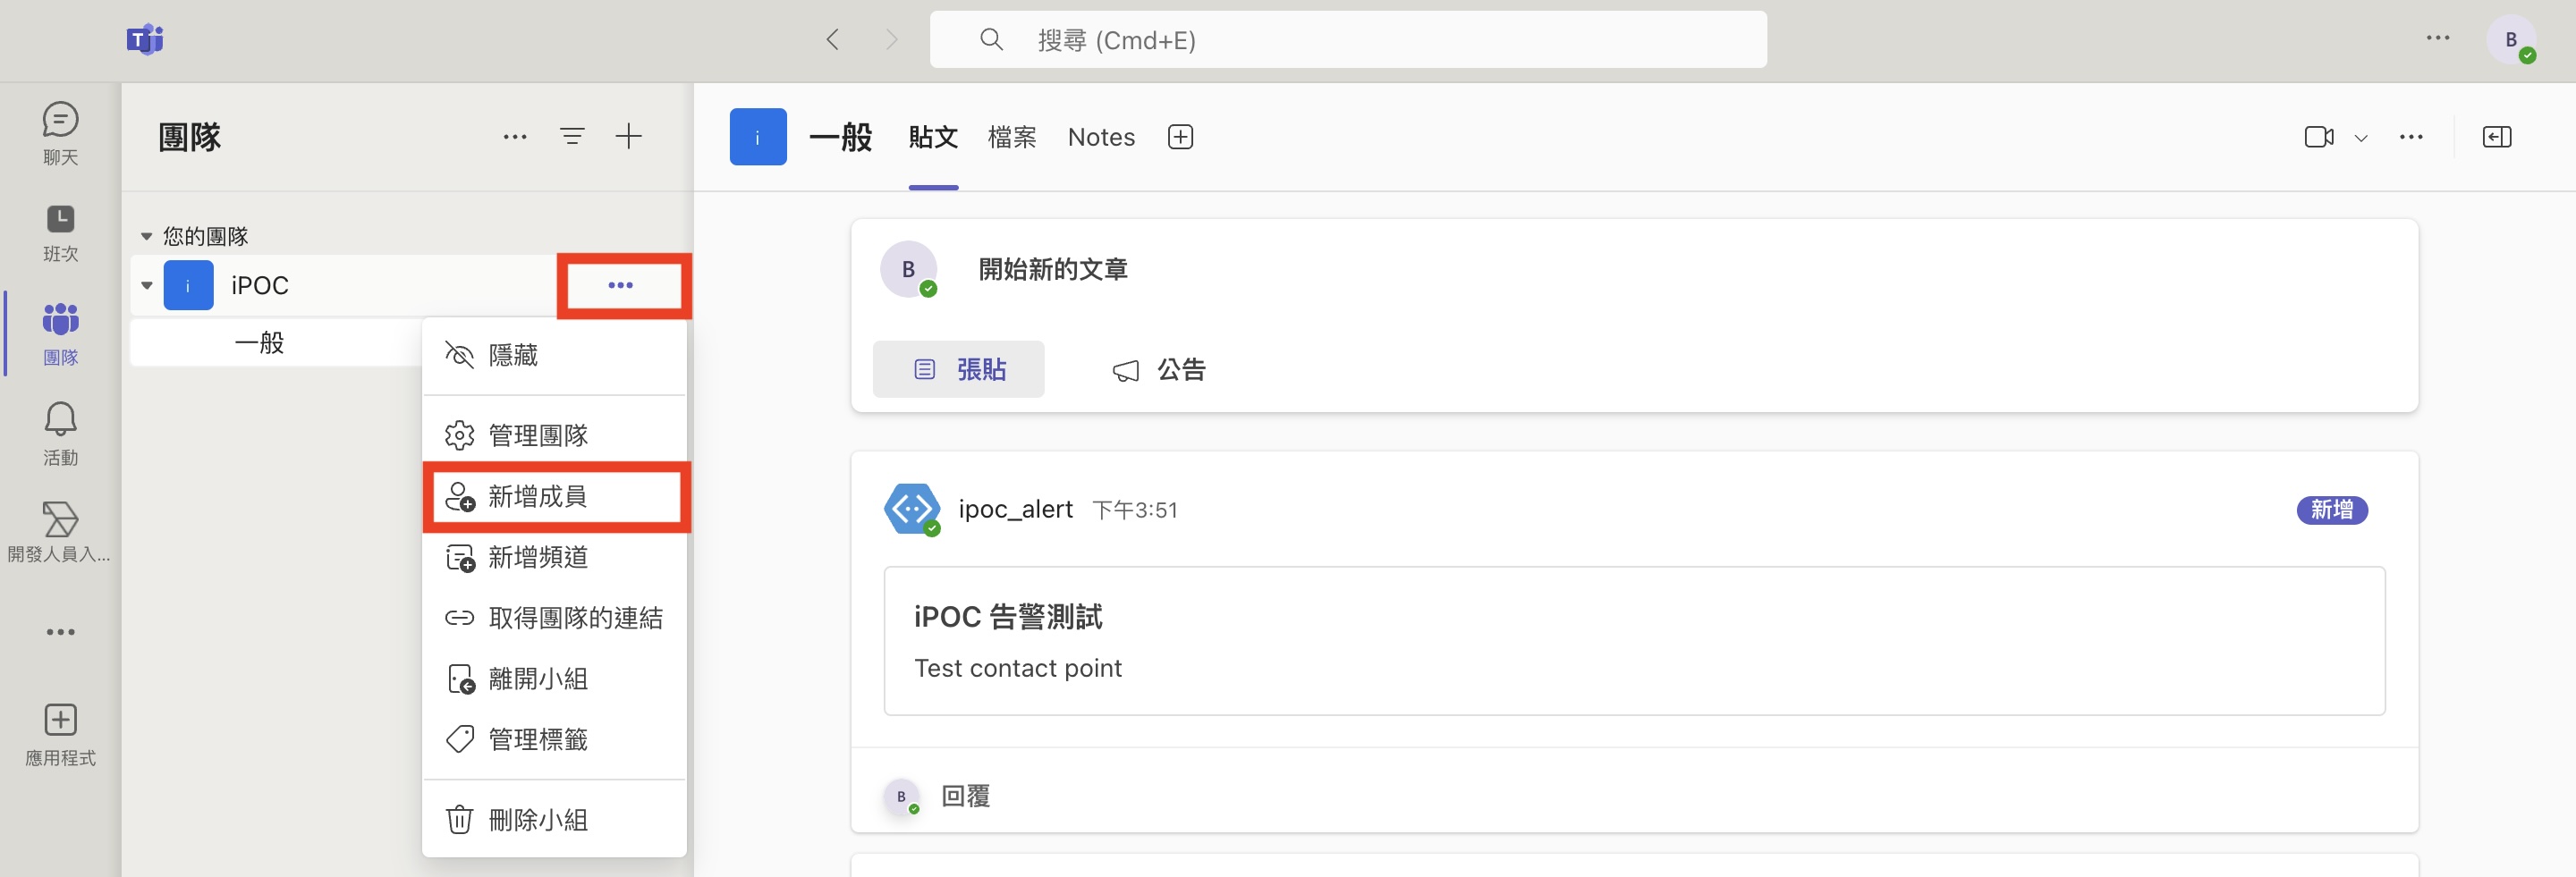 搜尋 (Cmd+E)
B
聊天
班次
團隊
活動
開發人員入...
應用程式
團隊
您的團隊
i
iPOC
一般
隱藏
管理團隊
新增成員
新增頻道
取得團隊的連結
離開小組
管理標籤
刪除小組
i
一般
貼文
檔案
Notes
B
開始新的文章
張貼
公告
ipoc_alert 下午3:51
新增
iPOC 告警測試
Test contact point
B
回覆